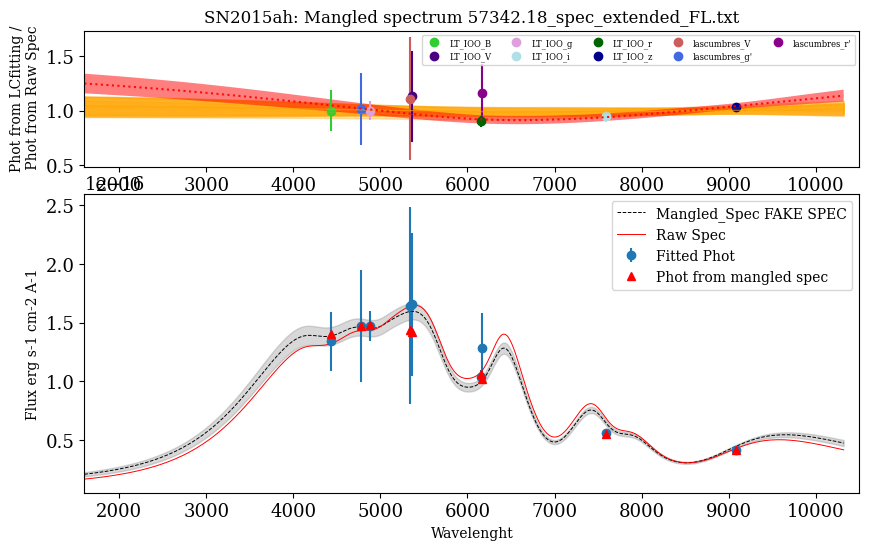 SN2015ah: Mangled spectrum 57342.18_spec_extended_FL.txt
Phot from LCfitting /
Phot from Raw Spec
1.5
1.0
0.5
LT_IOO_B LT_IOO_g LT_IOO_r lascumbres_V lascumbres_r'
LT_IOO_V LT_IOO_i LT_IOO_z lascumbres_g'
2000 3000 4000 5000 6000 7000 8000 9000 10000
1e−16
Flux erg s-1 cm-2 A-1
2.5
2.0
1.5
1.0
0.5
Mangled_Spec FAKE SPEC
Raw Spec
Fitted Phot
Phot from mangled spec
2000 3000 4000 5000 6000 7000 8000 9000 10000
Wavelenght